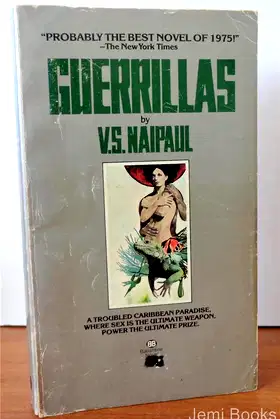 "PROBABLY THE BEST NOVEL OF 1975!"
—The New York Times
GUERRILLAS
by
V.S. NAIPAUL
A TROUBLED CARIBBEAN PARADISE,
WHERE SEX IS THE ULTIMATE WEAPON,
POWER THE ULTIMATE PRIZE.
BB
Jemi Books